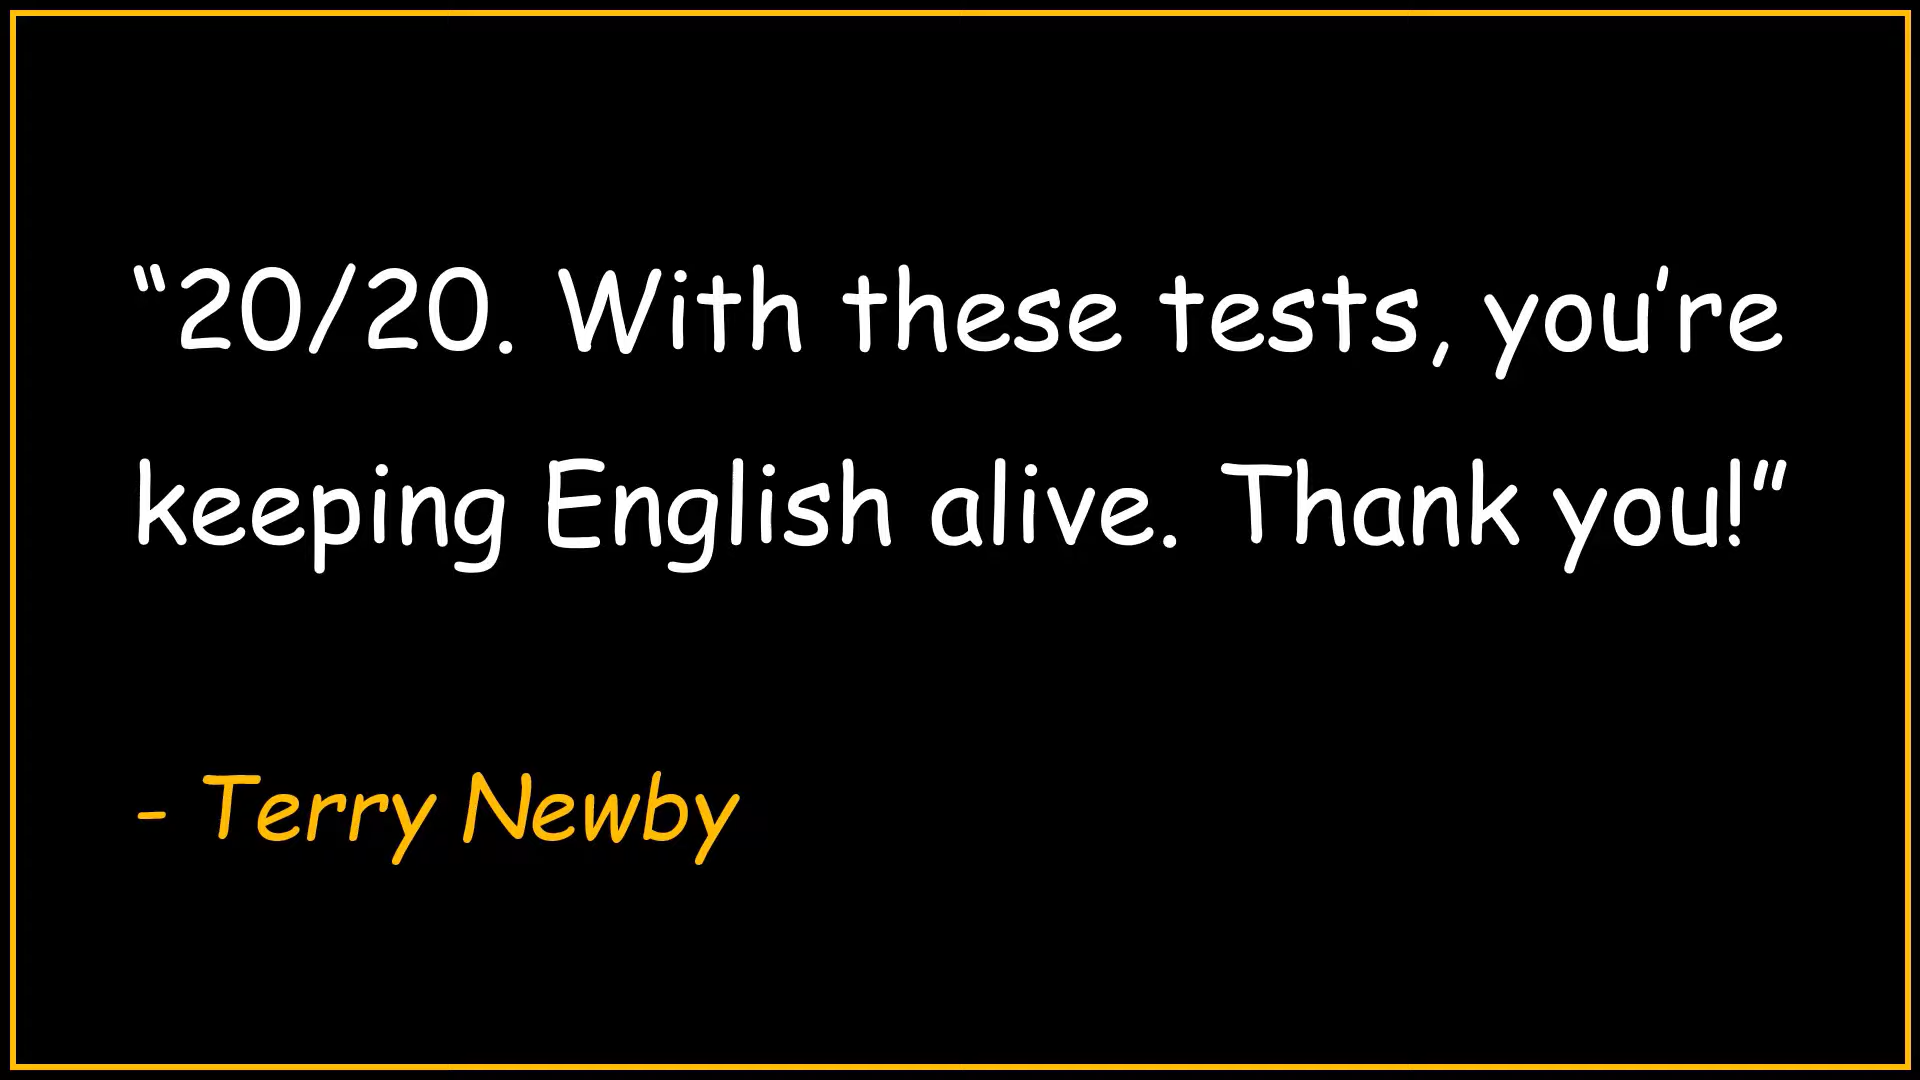 “20/20. With these tests, you’re
keeping English alive. Thank you!”
- Terry Newby